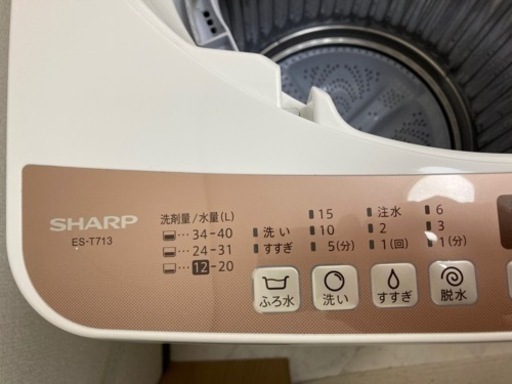 SHARP
ES-T713
洗剤量/水量(L)
…34-40
…24-31
…12-20
洗い
すすぎ
15
10
5(分)
注水
2
1(回)
6
3
1(分)
ふろ水
洗い
すすぎ
脱水